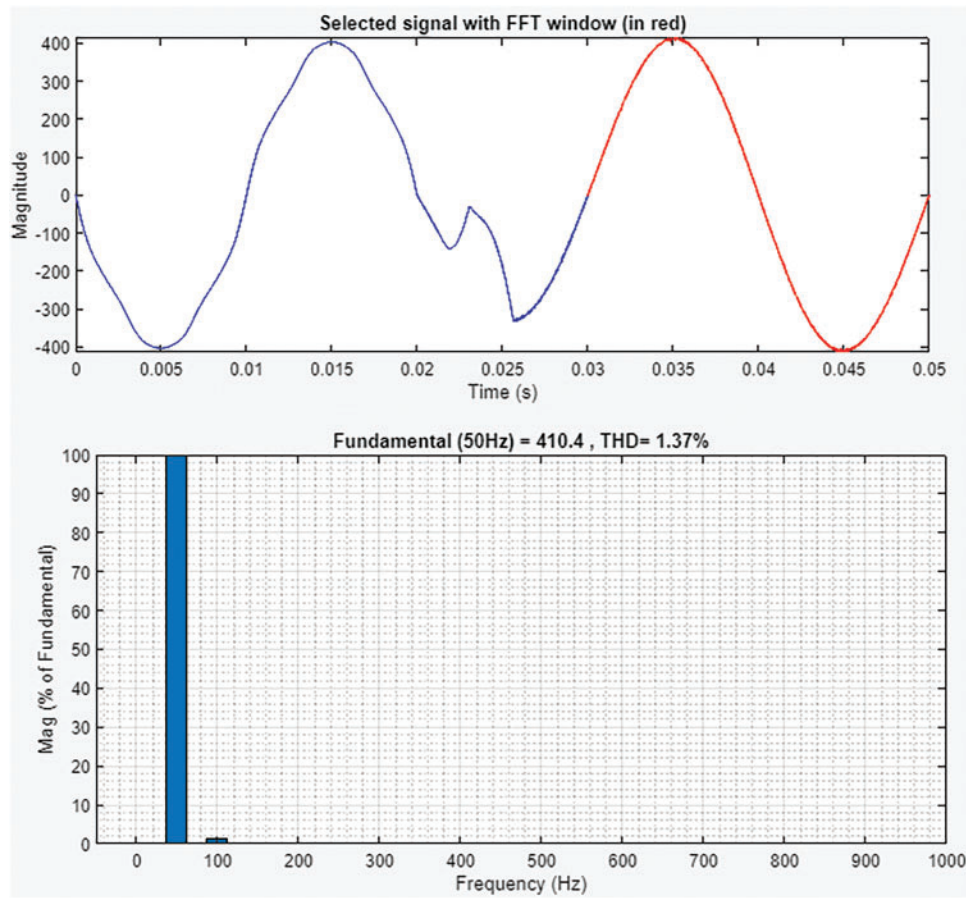 Selected signal with FFT window (in red)
400
300
200
100
0
-100
-200
-300
-400
Magnitude
0 0.005 0.01 0.015 0.02 0.025 0.03 0.035 0.04 0.045 0.05
Time (s)
Fundamental (50Hz) = 410.4 , THD= 1.37%
100
90
80
70
60
50
40
30
20
10
0
Mag (% of Fundamental)
0 100 200 300 400 500 600 700 800 900 1000
Frequency (Hz)